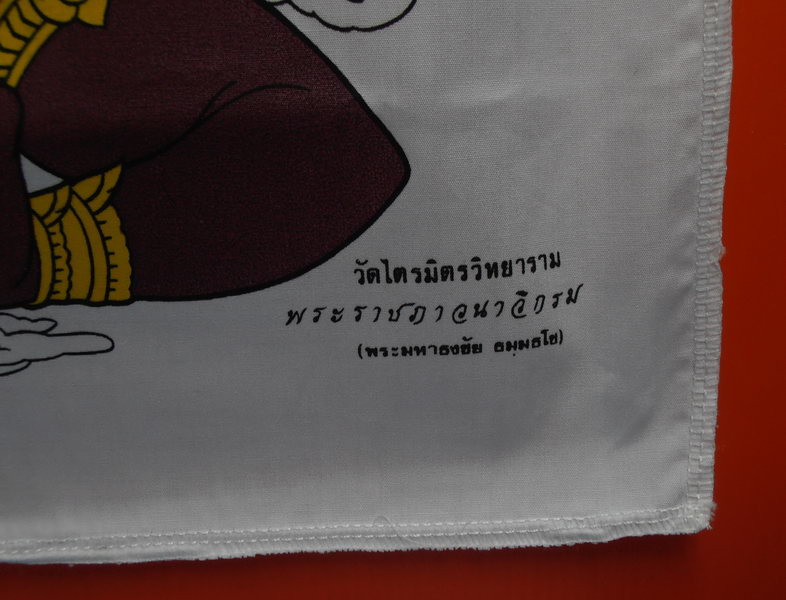 วัดไตรมิตรวิทยาราม
พระราชภาวนาวิกรม
(พระมหาธงชัย ธมฺมธโช)